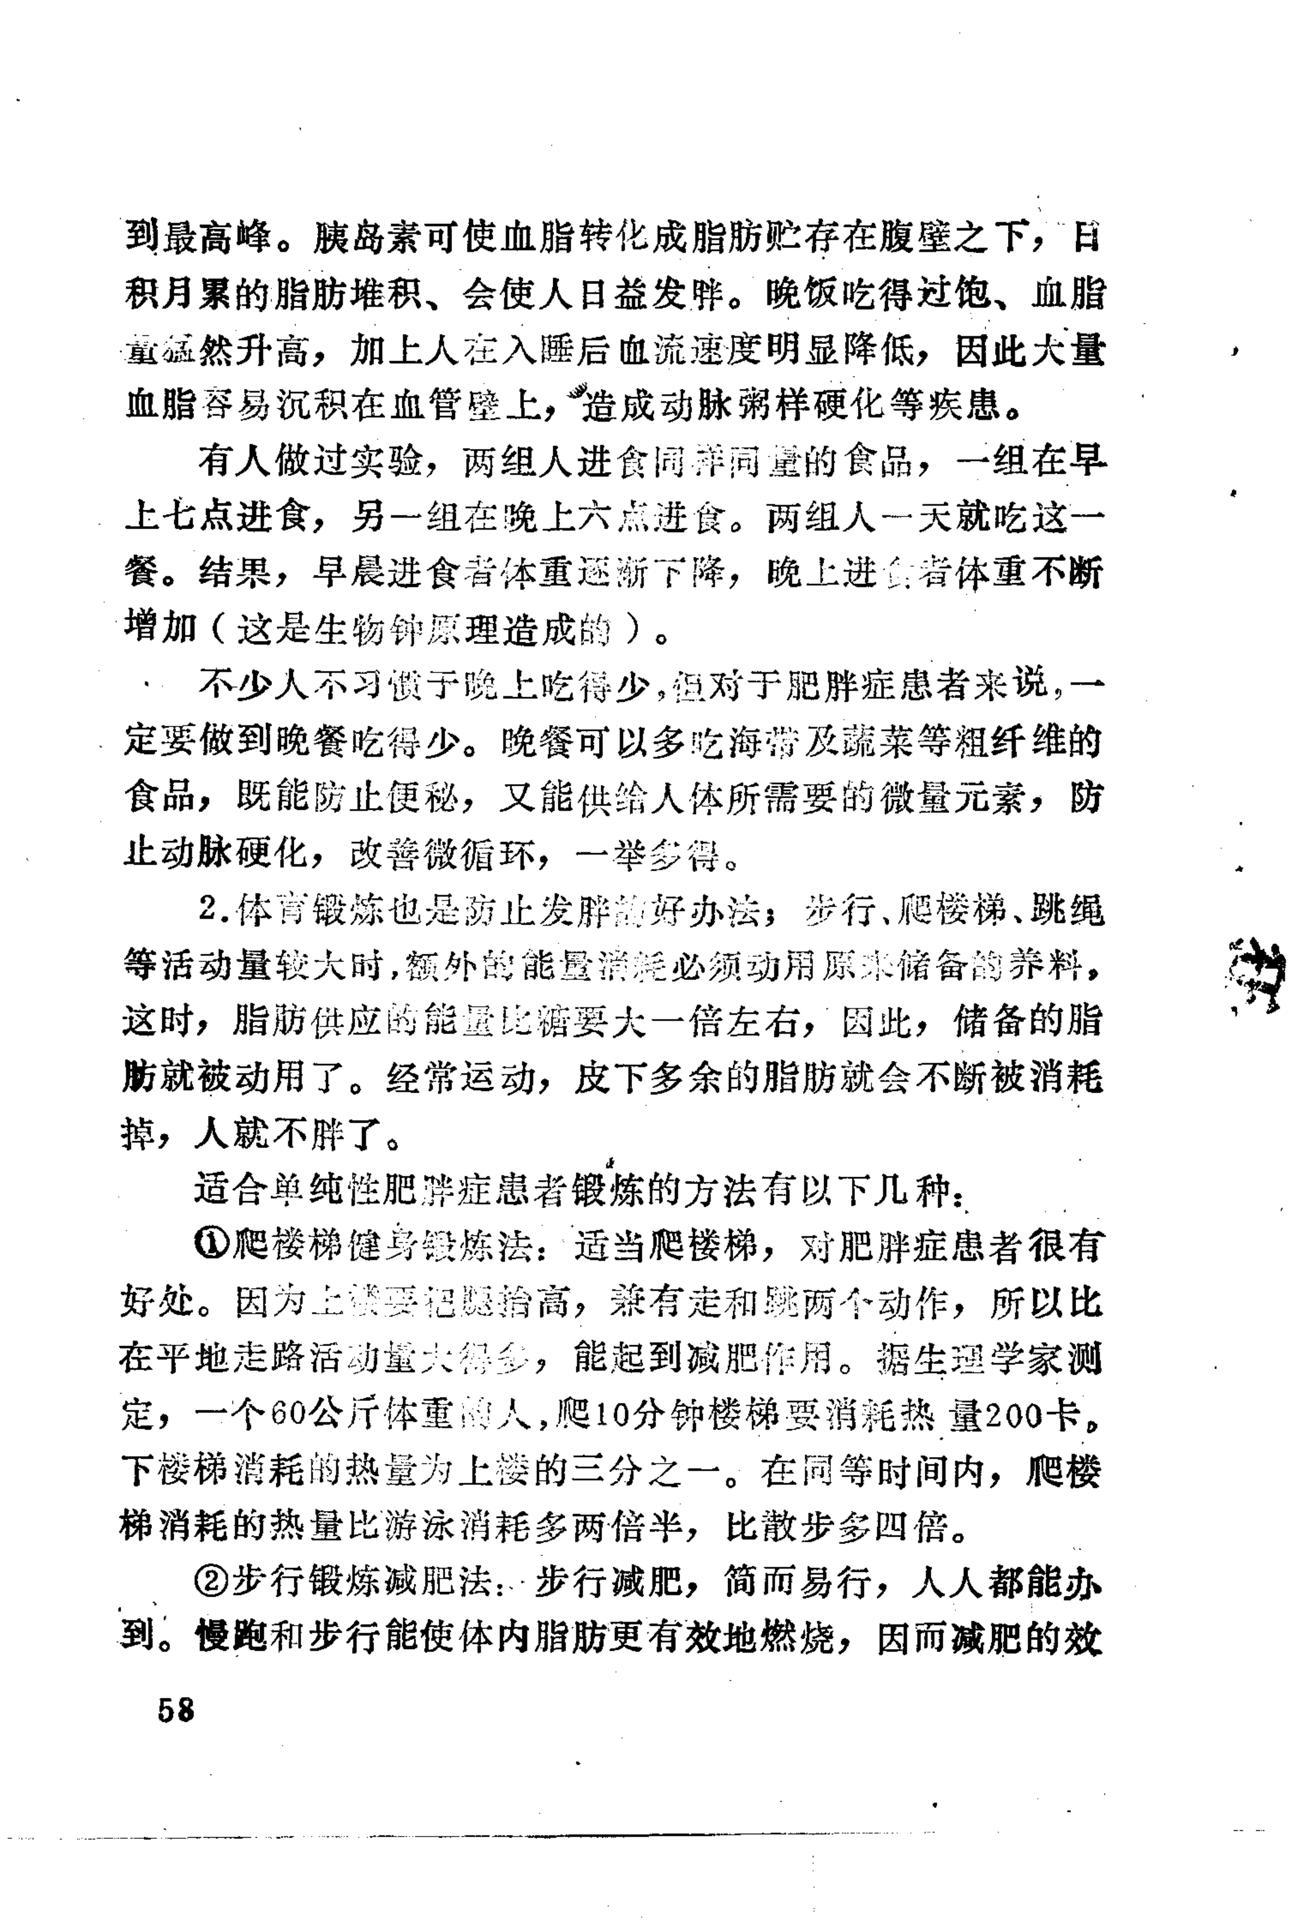 到最高峰。胰岛素可使血脂转化成脂肪贮存在腹壁之下，日
积月累的脂肪堆积、会使人日益发胖。晚饭吃得过饱、血脂
量猛然升高，加上人在入睡后血流速度明显降低，因此大量
血脂容易沉积在血管壁上，造成动脉粥样硬化等疾患。
有人做过实验，两组人进食同样同量的食品，一组在早
上七点进食，另一组在晚上六点进食。两组人一天就吃这一
餐。结果，早晨进食者体重逐渐下降，晚上进食者体重不断
增加（这是生物钟原理造成的）。
不少人不习惯于晚上吃得少，但对于肥胖症患者来说，一
定要做到晚餐吃得少。晚餐可以多吃海带及蔬菜等粗纤维的
食品，既能防止便秘，又能供给人体所需要的微量元素，防
止动脉硬化，改善微循环，一举多得。
2.体育锻炼也是防止发胖的好办法；步行、爬楼梯、跳绳
等活动量较大时，额外的能量消耗必须动用原来储备的养料，
这时，脂肪供应的能量比糖要大一倍左右，因此，储备的脂
肪就被动用了。经常运动，皮下多余的脂肪就会不断被消耗
掉，人就不胖了。
适合单纯性肥胖症患者锻炼的方法有以下几种：
①爬楼梯健身锻炼法：适当爬楼梯，对肥胖症患者很有
好处。因为上楼要把腿抬高，兼有走和跳两个动作，所以比
在平地走路活动量大得多，能起到减肥作用。据生理学家测
定，一个60公斤体重的人，爬10分钟楼梯要消耗热量200卡。
下楼梯消耗的热量为上楼的三分之一。在同等时间内，爬楼
梯消耗的热量比游泳消耗多两倍半，比散步多四倍。
②步行锻炼减肥法：步行减肥，简而易行，人人都能办
到。慢跑和步行能使体内脂肪更有效地燃烧，因而减肥的效
58